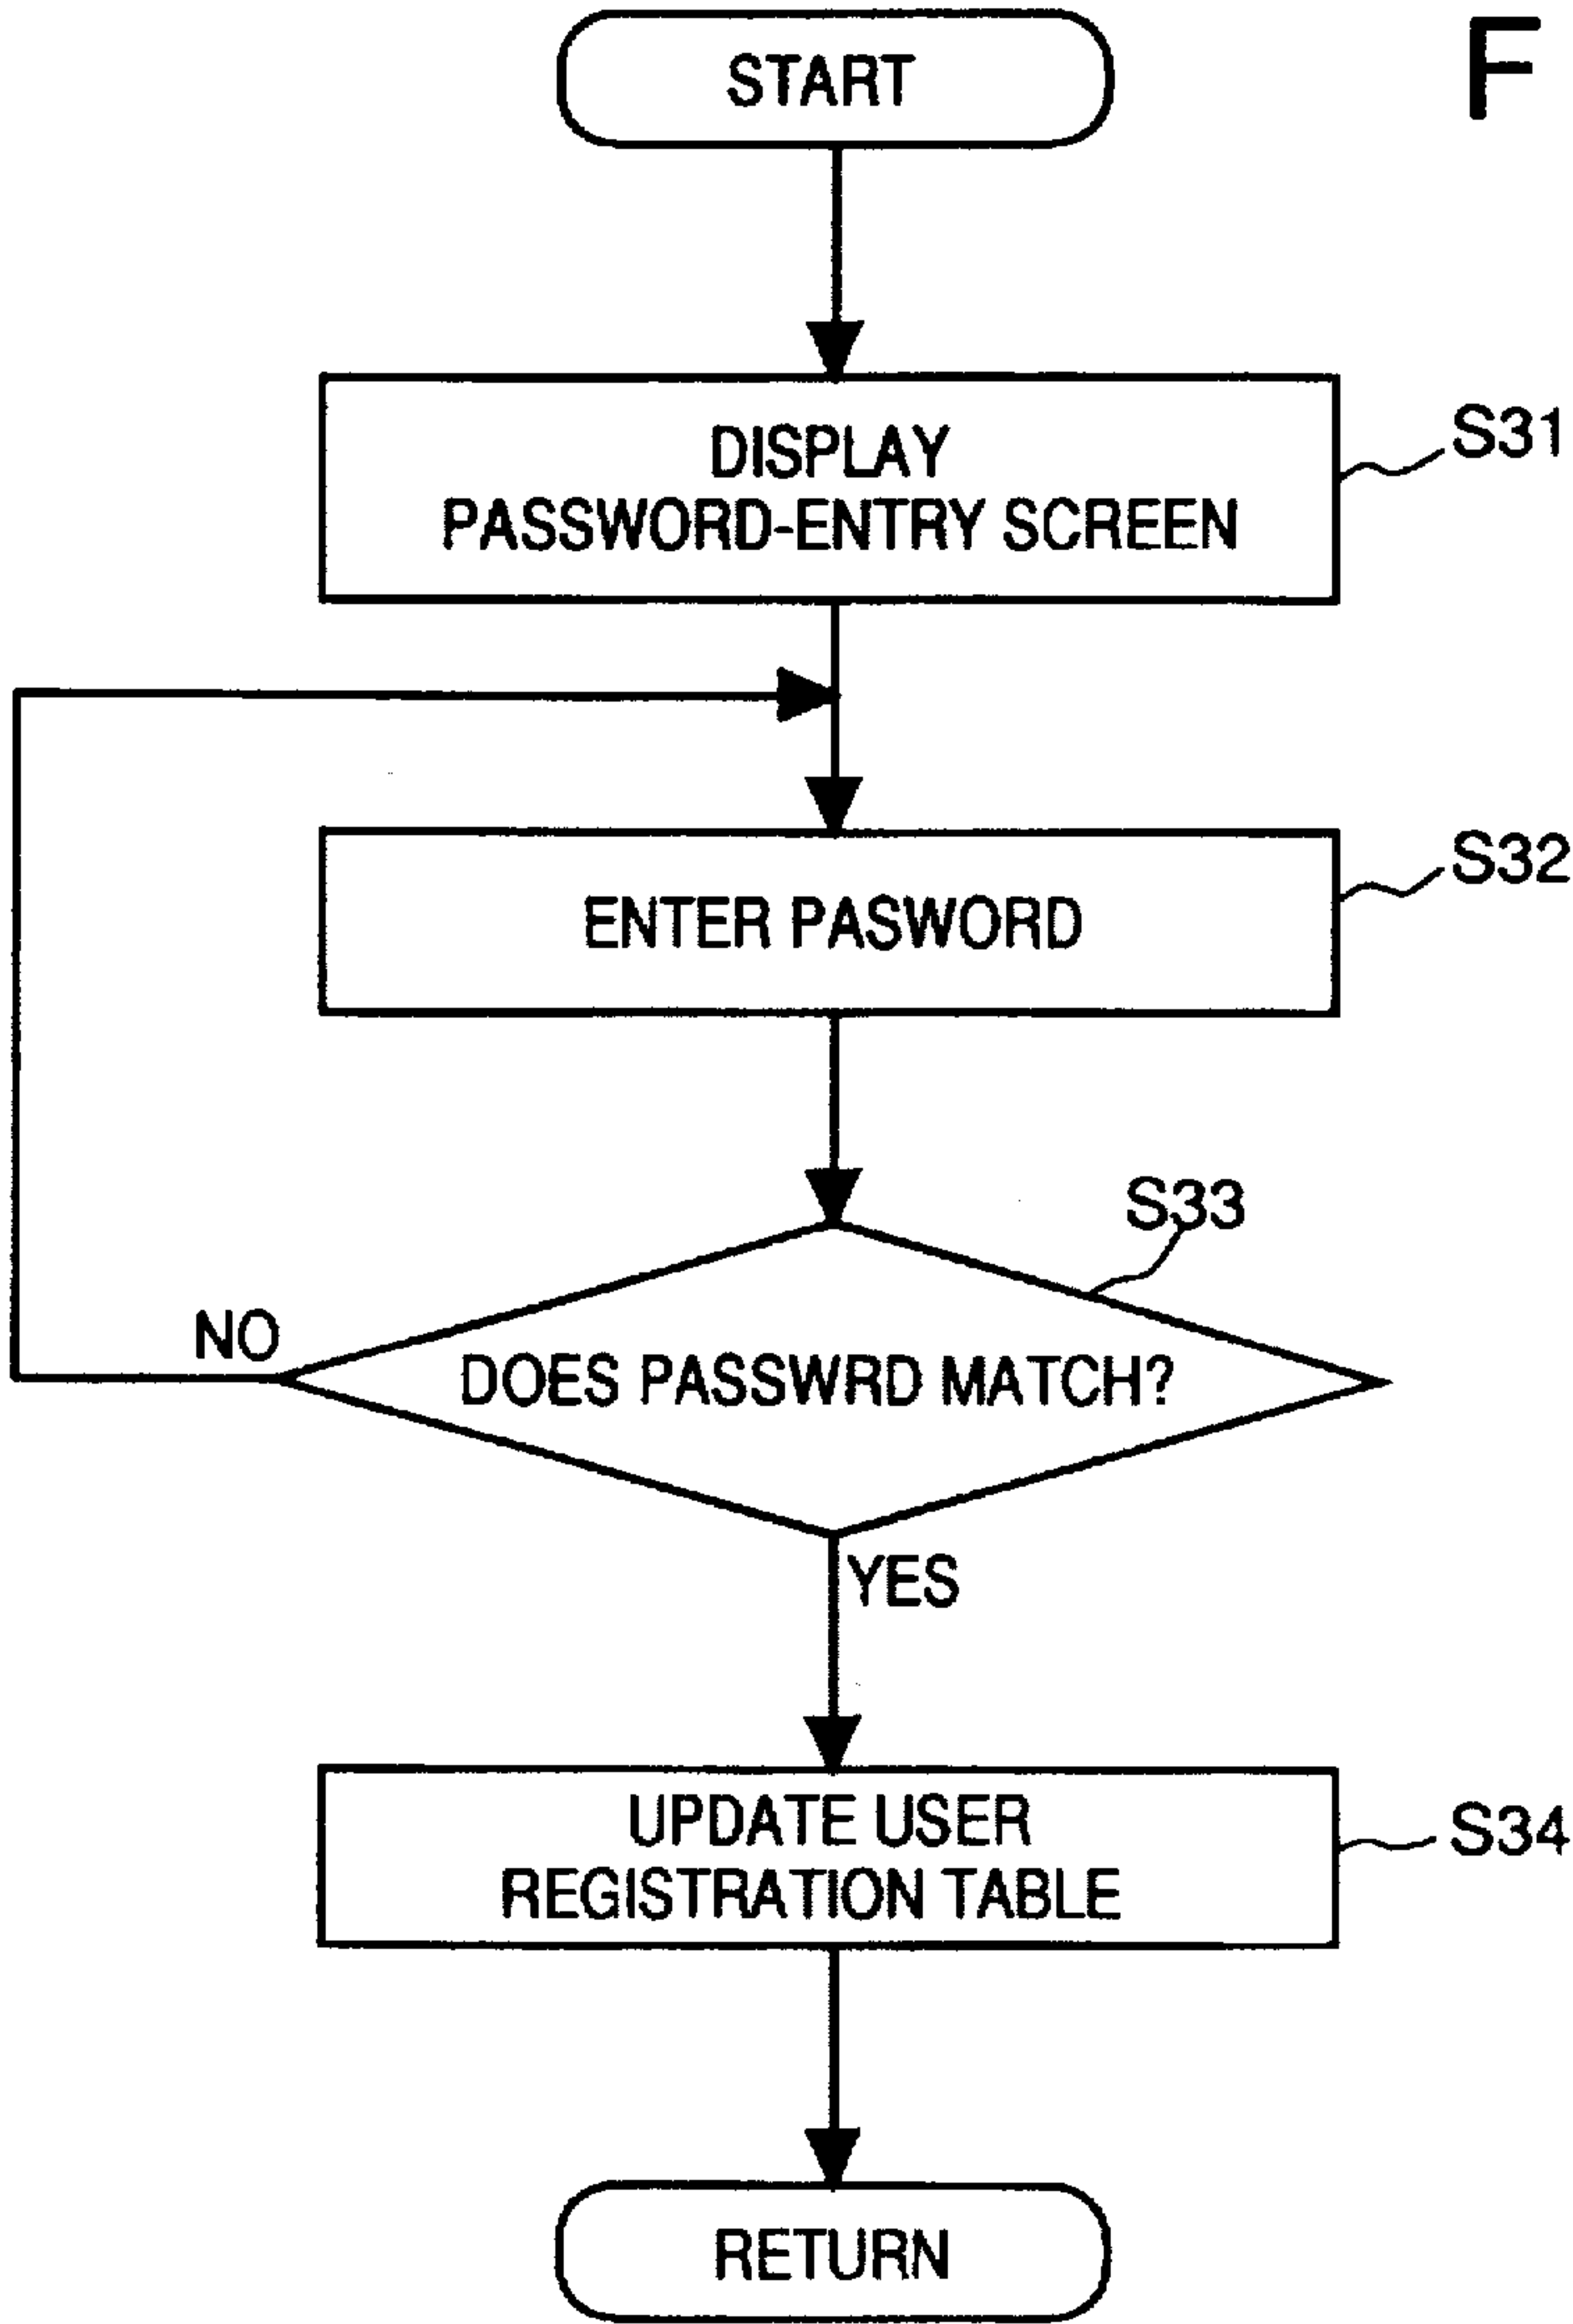 START
F
DISPLAY
PASSWORD-ENTRY SCREEN
S31
ENTER PASWORD
S32
S33
NO
DOES PASSWRD MATCH?
YES
UPDATE USER
REGISTRATION TABLE
S34
RETURN